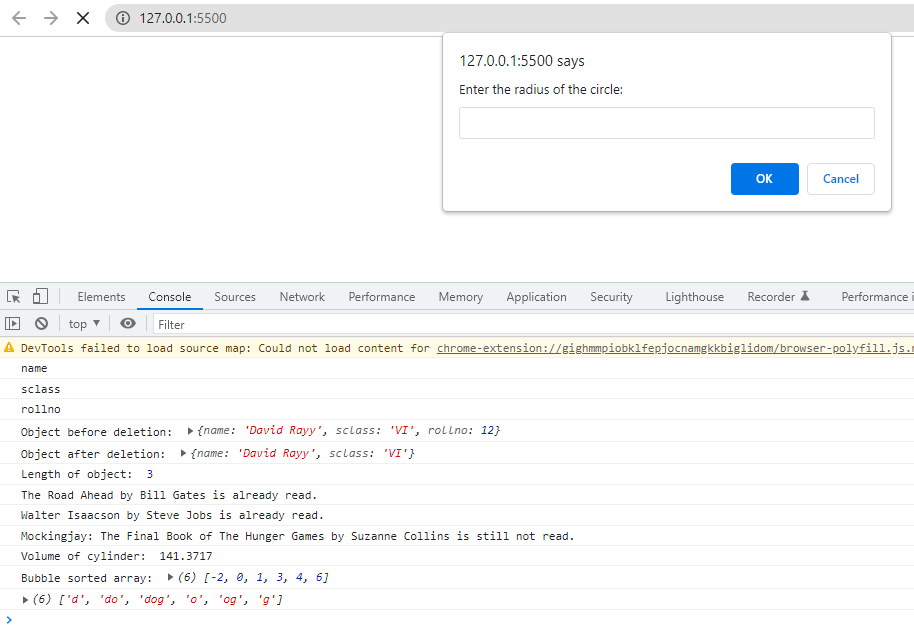 127.0.0.1:5500
127.0.0.1:5500 says
Enter the radius of the circle:
OK Cancel
Elements Console Sources Network Performance Memory Application Security Lighthouse Recorder Performance i
top Filter
DevTools failed to load source map: Could not load content for chrome-extension://gighmmpiobklfepjocnamgkkbiglidom/browser-polyfill.js.m
name
sclass
rollno
Object before deletion: {name: 'David Rayy', sclass: 'VI', rollno: 12}
Object after deletion: {name: 'David Rayy', sclass: 'VI'}
Length of object: 3
The Road Ahead by Bill Gates is already read.
Walter Isaacson by Steve Jobs is already read.
Mockingjay: The Final Book of The Hunger Games by Suzanne Collins is still not read.
Volume of cylinder: 141.3717
Bubble sorted array: (6) [-2, 0, 1, 3, 4, 6]
(6) ['d', 'do', 'dog', 'o', 'og', 'g']